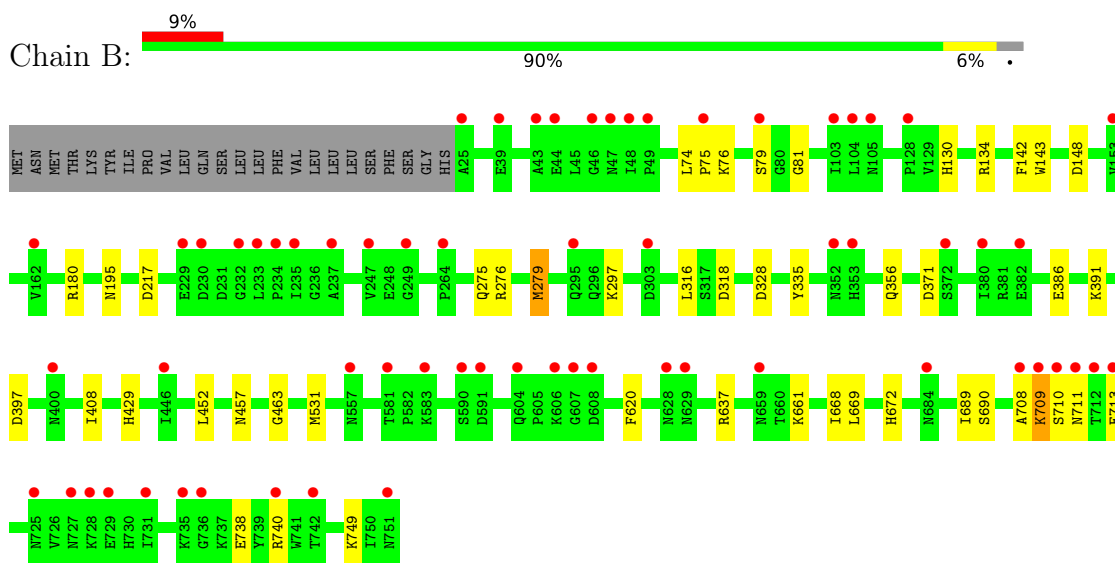 9%
Chain B:
90% 6%
MET ASN MET THR LYS TYR ILE PRO VAL LEU GLN SER LEU LEU PHE VAL LEU LEU LEU SER PHE SER GLY HIS A25 E39 A43 E44 L45 G46 N47 I48 P49 L74 P75 K76 S79 G80 G81 I103 L104 N105 P128 V129 H130 R134 F142 W143 D148 V153
V162 R180 N195 D217 E229 D230 D231 G232 L233 P234 I235 G236 A237 V247 E248 G249 P264 Q275 R276 M279 Q295 Q296 K297 D303 L316 S317 D318 D328 Y335 N352 H353 Q356 D371 S372 I380 R381 E382 E386 K391
D397 N400 I408 H429 I446 L452 N457 G463 M531 N557 T581 P582 K583 S590 D591 Q604 P605 K606 G607 D608 F620 N628 N629 R637 N659 T660 K661 I668 L669 H672 N684 I689 S690 A708 K709 S710 N711 T712
N725 V726 N727 K728 E729 H730 I731 K735 G736 K737 E738 Y739 R740 W741 T742 K749 I750 N751